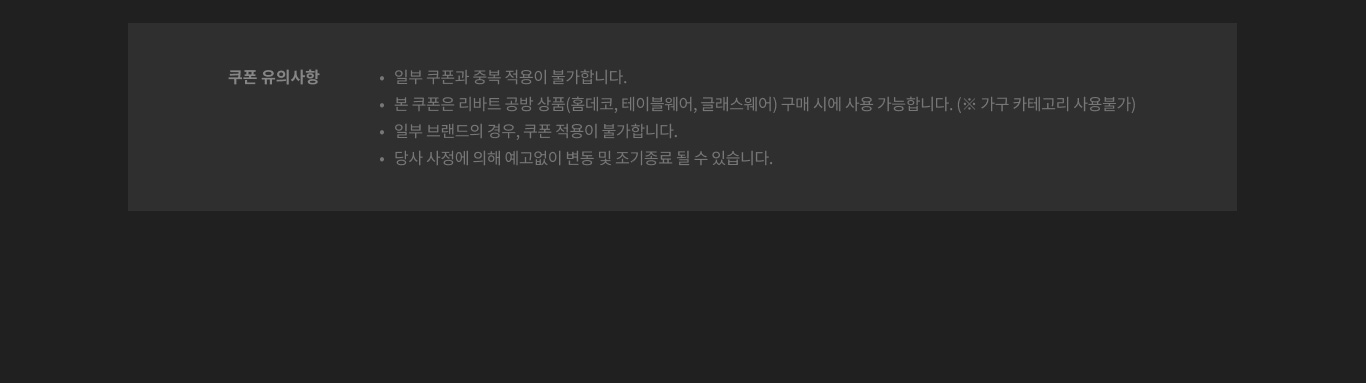 쿠폰 유의사항
• 일부 쿠폰과 중복 적용이 불가합니다.
• 본 쿠폰은 리바트 공방 상품(홈데코, 테이블웨어, 글래스웨어) 구매 시에 사용 가능합니다. (※ 가구 카테고리 사용불가)
• 일부 브랜드의 경우, 쿠폰 적용이 불가합니다.
• 당사 사정에 의해 예고없이 변동 및 조기종료 될 수 있습니다.